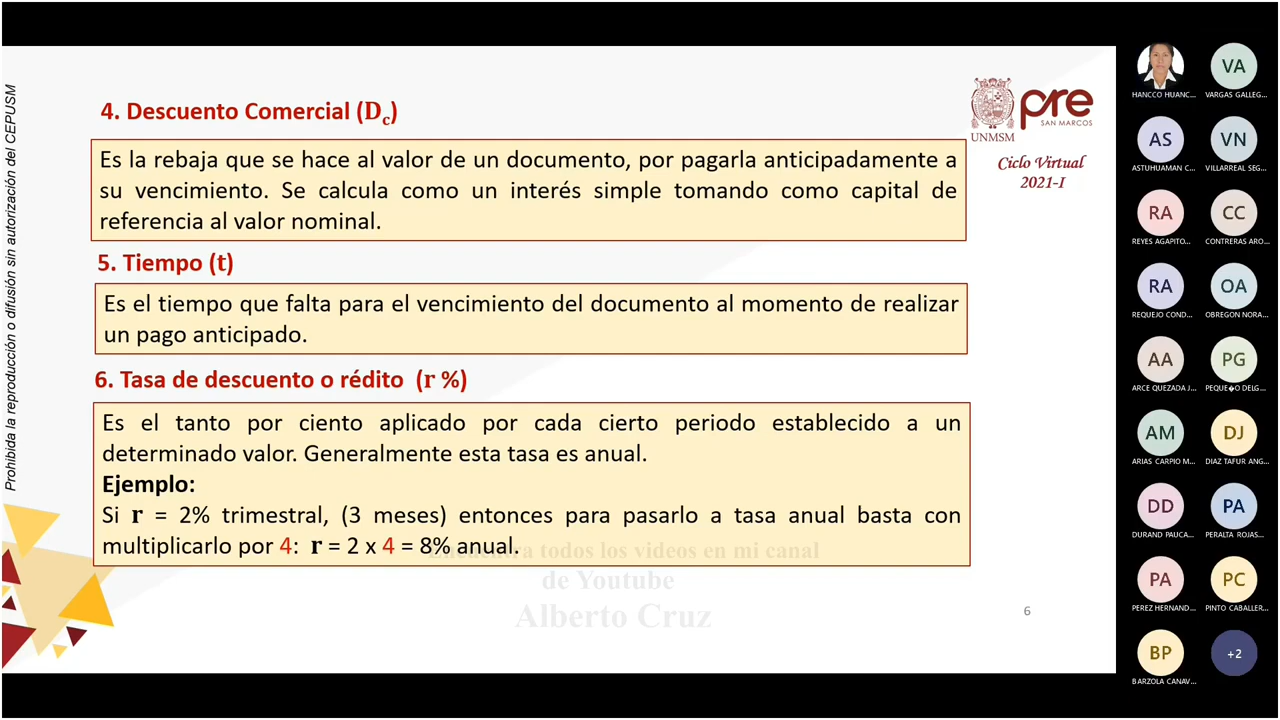 Prohibida la reproducción o difusión sin autorización del CEPUSM
4. Descuento Comercial (Dc)
Es la rebaja que se hace al valor de un documento, por pagarla anticipadamente a
su vencimiento. Se calcula como un interés simple tomando como capital de
referencia al valor nominal.
5. Tiempo (t)
Es el tiempo que falta para el vencimiento del documento al momento de realizar
un pago anticipado.
6. Tasa de descuento o rédito (r %)
Es el tanto por ciento aplicado por cada cierto periodo establecido a un
determinado valor. Generalmente esta tasa es anual.
Ejemplo:
Si r = 2% trimestral, (3 meses) entonces para pasarlo a tasa anual basta con
multiplicarlo por 4: r = 2 x 4 = 8% anual.
Encuentra todos los videos en mi canal
de Youtube
Alberto Cruz
6
UNMSM
pre
SAN MARCOS
Ciclo Virtual
2021-I
HANCCO HUANC...
VA
VARGAS GALLEG...
AS
ASTUHUAMAN C...
VN
VILLARREAL SEG...
RA
REYES AGAPITO...
CC
CONTRERAS ARO...
RA
REQUEJO COND...
OA
OBREGON NORA...
AA
ARCE QUEZADA J...
PG
PEQUE�O DELG...
AM
ARIAS CARPIO M...
DJ
DIAZ TAFUR ANG...
DD
DURAND PAUCA...
PA
PERALTA ROJAS...
PA
PEREZ HERNAND...
PC
PINTO CABALLER...
BP
BARZOLA CANAV...
+2